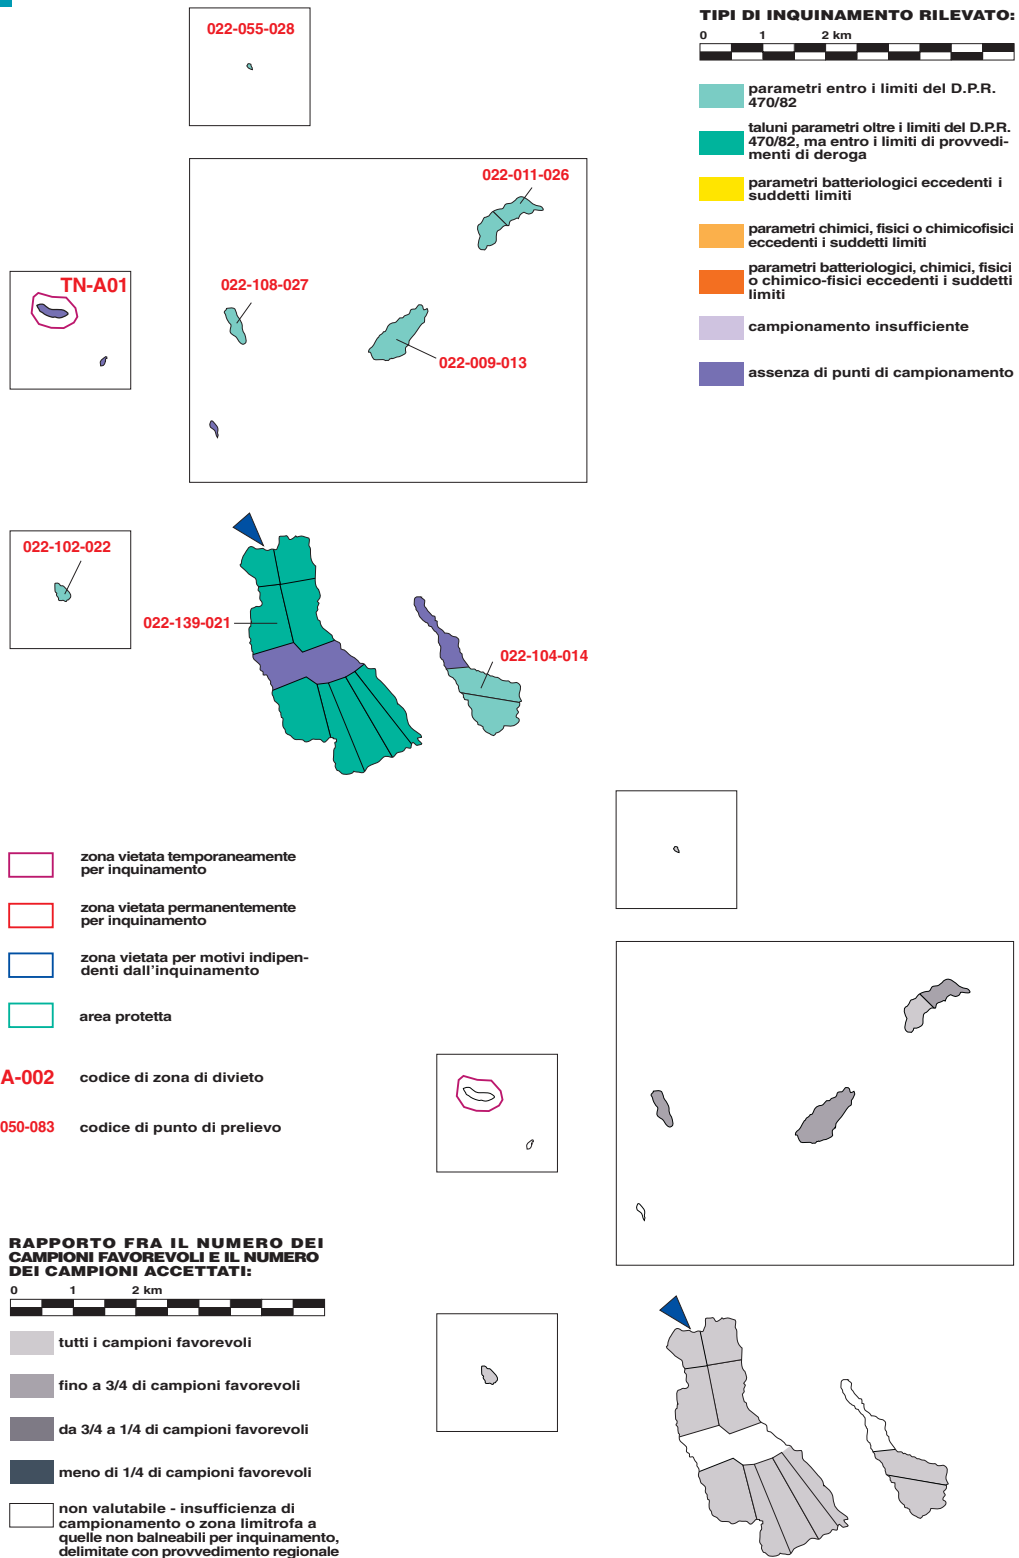 022-055-028
TIPI DI INQUINAMENTO RILEVATO:
0 1 2 km
parametri entro i limiti del D.P.R.
470/82
taluni parametri oltre i limiti del D.P.R.
470/82, ma entro i limiti di provvedi-
menti di deroga
parametri batteriologici eccedenti i
suddetti limiti
parametri chimici, fisici o chimicofisici
eccedenti i suddetti limiti
parametri batteriologici, chimici, fisici
o chimico-fisici eccedenti i suddetti
limiti
campionamento insufficiente
assenza di punti di campionamento
022-011-026
TN-A01
022-108-027
022-009-013
022-102-022
022-139-021
022-104-014
zona vietata temporaneamente
per inquinamento
zona vietata permanentemente
per inquinamento
zona vietata per motivi indipen-
denti dall'inquinamento
area protetta
A-002 codice di zona di divieto
050-083 codice di punto di prelievo
RAPPORTO FRA IL NUMERO DEI
CAMPIONI FAVOREVOLI E IL NUMERO
DEI CAMPIONI ACCETTATI:
0 1 2 km
tutti i campioni favorevoli
fino a 3/4 di campioni favorevoli
da 3/4 a 1/4 di campioni favorevoli
meno di 1/4 di campioni favorevoli
non valutabile - insufficienza di
campionamento o zona limitrofa a
quelle non balneabili per inquinamento,
delimitate con provvedimento regionale